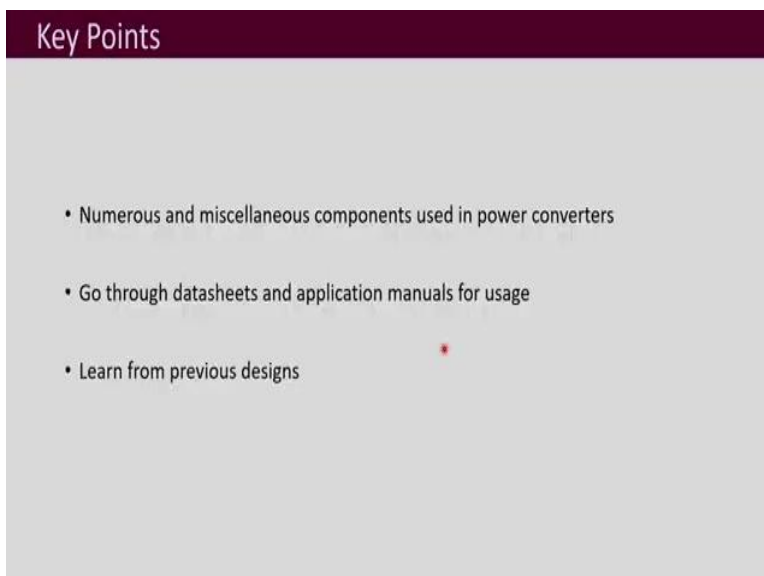 Key Points
• Numerous and miscellaneous components used in power converters
• Go through datasheets and application manuals for usage
• Learn from previous designs